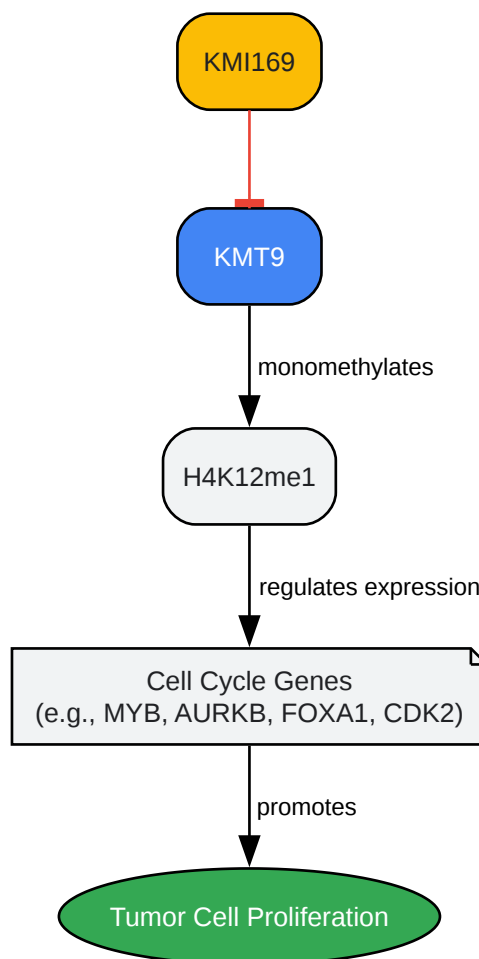 KMI169
KMT9
monomethylates
H4K12me1
regulates expression
Cell Cycle Genes
(e.g., MYB, AURKB, FOXA1, CDK2)
promotes
Tumor Cell Proliferation